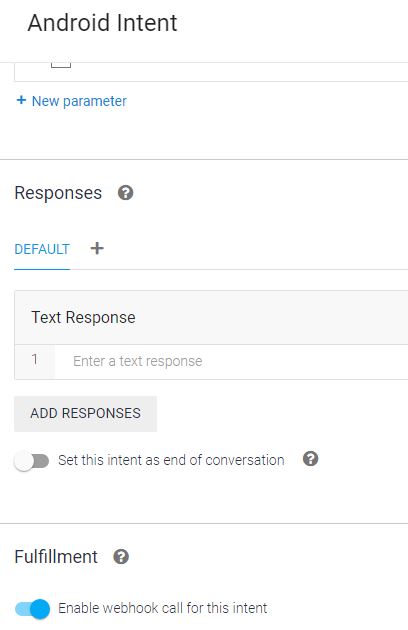 Android Intent
+ New parameter
Responses ?
DEFAULT +
Text Response
1 Enter a text response
ADD RESPONSES
Set this intent as end of conversation ?
Fulfillment ?
Enable webhook call for this intent